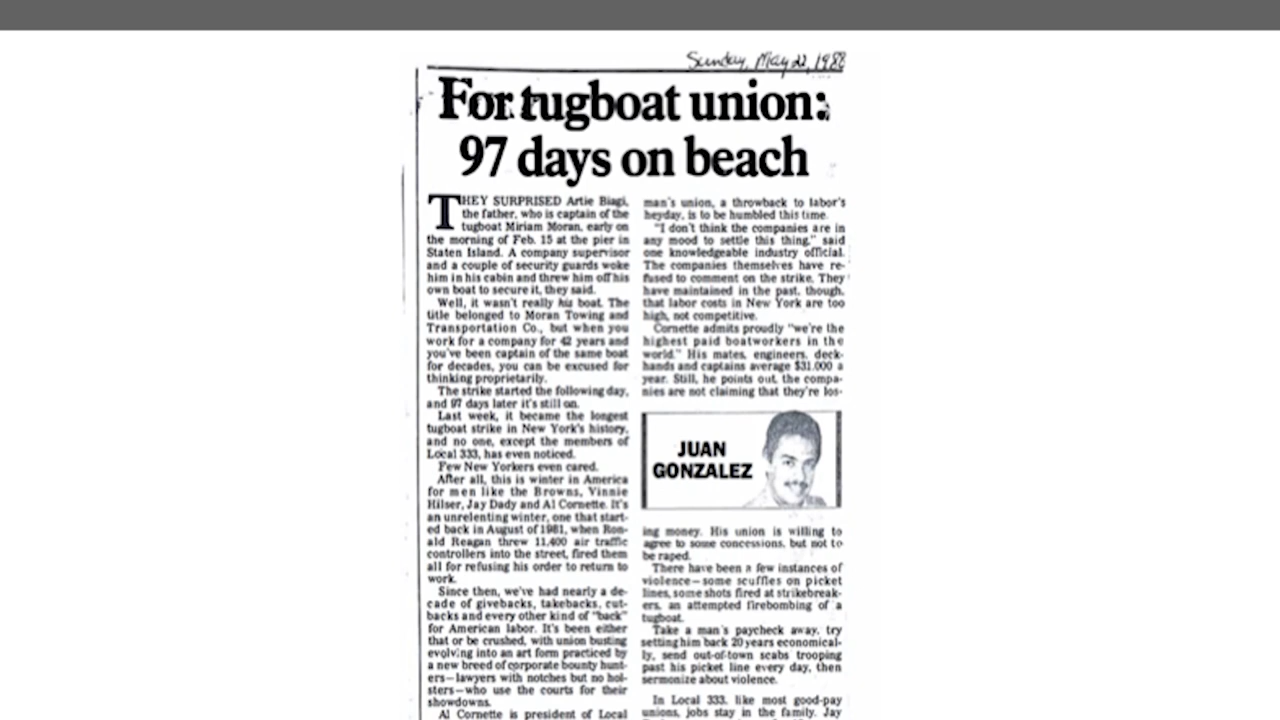 Sunday, May 22, 1988
For tugboat union:
97 days on beach
THEY SURPRISED Artie Biagi,
the father, who is captain of the
tugboat Miriam Moran, early on
the morning of Feb. 15 at the pier in
Staten Island. A company supervisor
and a couple of security guards woke
him in his cabin and threw him off his
own boat to secure it, they said.
Well, it wasn't really his boat. The
title belonged to Moran Towing and
Transportation Co., but when you
work for a company for 42 years and
you've been captain of the same boat
for decades, you can be excused for
thinking proprietarily.
The strike started the following day,
and 97 days later it's still on.
Last week, it became the longest
tugboat strike in New York's history,
and no one, except the members of
Local 333, has even noticed.
Few New Yorkers even cared.
After all, this is winter in America
for men like the Browns, Vinnie
Hilser, Jay Dady and Al Cornette. It's
an unrelenting winter, one that start-
ed back in August of 1981, when Ron-
ald Reagan threw 11,400 air traffic
controllers into the street, fired them
all for refusing his order to return to
work.
Since then, we've had nearly a de-
cade of givebacks, takebacks, cut-
backs and every other kind of "back"
for American labor. It's been either
that or be crushed, with union busting
evolving into an art form practiced by
a new breed of corporate bounty hunt-
ers—lawyers with notches but no hol-
sters—who use the courts for their
showdowns.
Al Cornette is president of Local
man's union, a throwback to labor's
heyday, is to be humbled this time.
"I don't think the companies are in
any mood to settle this thing," said
one knowledgeable industry official.
The companies themselves have re-
fused to comment on the strike. They
have maintained in the past, though,
that labor costs in New York are too
high, not competitive.
Cornette admits proudly "we're the
highest paid boatworkers in the
world." His mates, engineers, deck-
hands and captains average $31,000 a
year. Still, he points out, the compa-
nies are not claiming that they're los-
JUAN
GONZALEZ
ing money. His union is willing to
agree to some concessions, but not to
be raped.
There have been a few instances of
violence—some scuffles on picket
lines, some shots fired at strikebreak-
ers, an attempted firebombing of a
tugboat.
Take a man's paycheck away, try
setting him back 20 years economical-
ly, send out-of-town scabs trooping
past his picket line every day, then
sermonize about violence.
In Local 333, like most good-pay
unions, jobs stay in the family. Jay